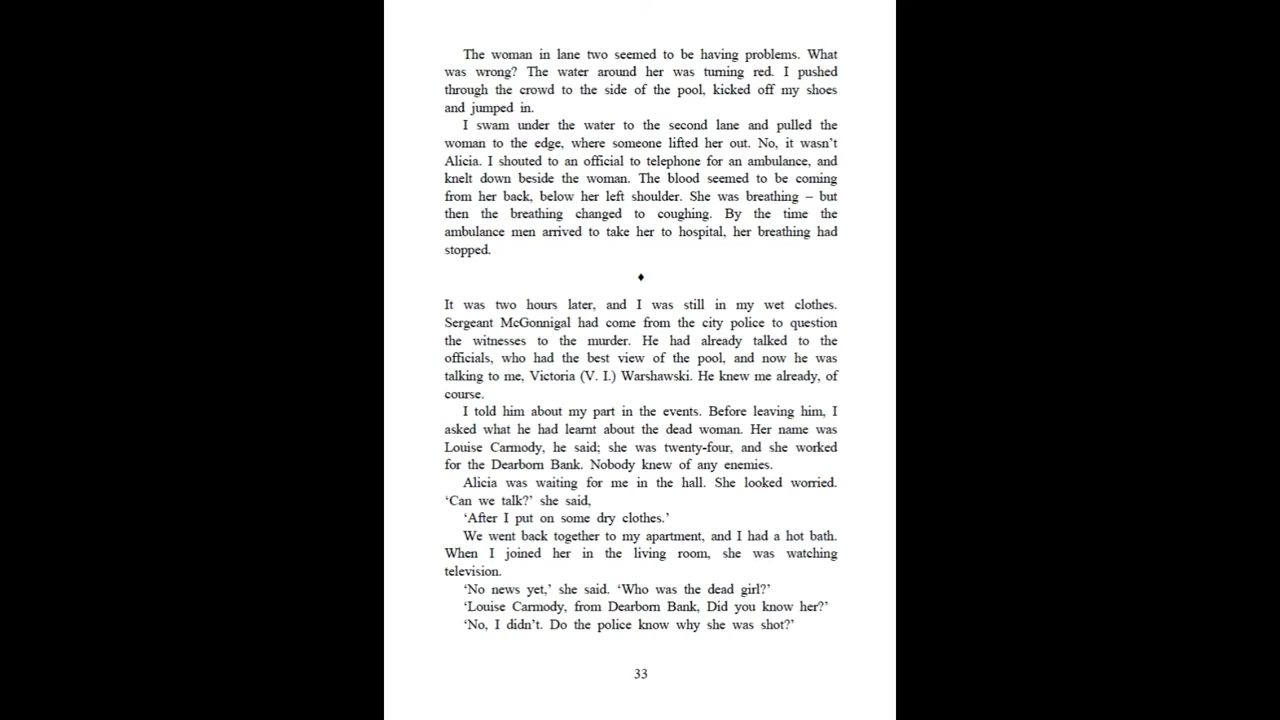 The woman in lane two seemed to be having problems. What
was wrong? The water around her was turning red. I pushed
through the crowd to the side of the pool, kicked off my shoes
and jumped in.
I swam under the water to the second lane and pulled the
woman to the edge, where someone lifted her out. No, it wasn't
Alicia. I shouted to an official to telephone for an ambulance, and
knelt down beside the woman. The blood seemed to be coming
from her back, below her left shoulder. She was breathing – but
then the breathing changed to coughing. By the time the
ambulance men arrived to take her to hospital, her breathing had
stopped.
♦
It was two hours later, and I was still in my wet clothes.
Sergeant McGonnigal had come from the city police to question
the witnesses to the murder. He had already talked to the
officials, who had the best view of the pool, and now he was
talking to me, Victoria (V. I.) Warshawski. He knew me already, of
course.
I told him about my part in the events. Before leaving him, I
asked what he had learnt about the dead woman. Her name was
Louise Carmody, he said; she was twenty-four, and she worked
for the Dearborn Bank. Nobody knew of any enemies.
Alicia was waiting for me in the hall. She looked worried.
‘Can we talk?’ she said,
‘After I put on some dry clothes.’
We went back together to my apartment, and I had a hot bath.
When I joined her in the living room, she was watching
television.
‘No news yet,’ she said. ‘Who was the dead girl?’
‘Louise Carmody, from Dearborn Bank, Did you know her?’
‘No, I didn't. Do the police know why she was shot?’
33